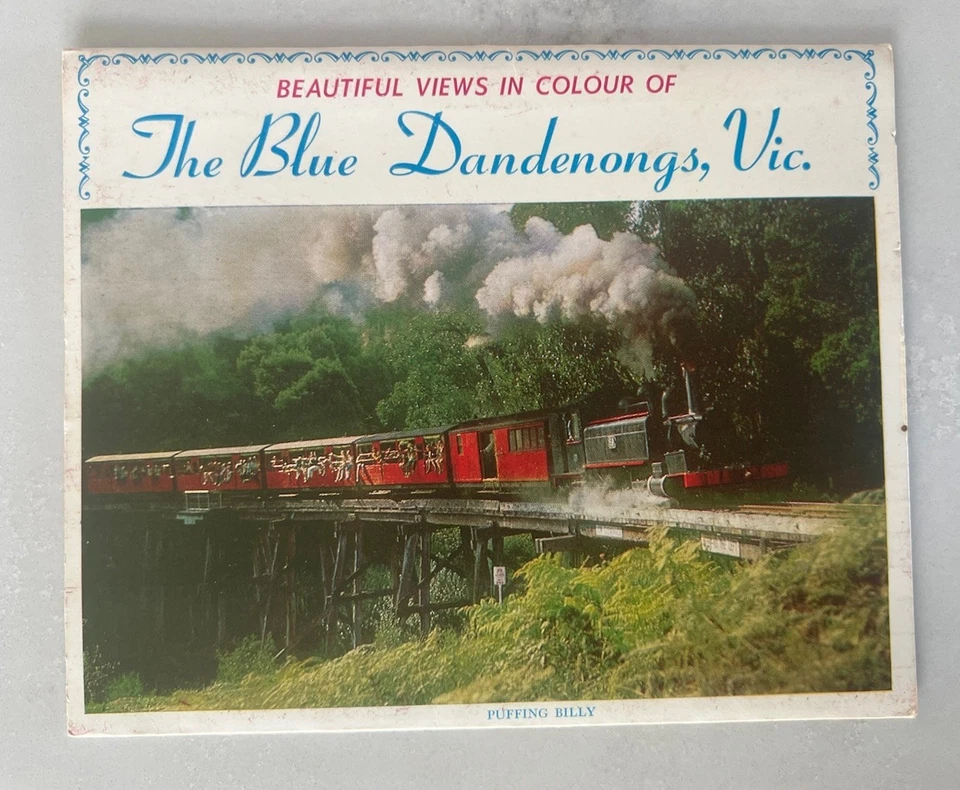 BEAUTIFUL VIEWS IN COLOUR OF
The Blue Dandenongs, Vic.
PUFFING BILLY